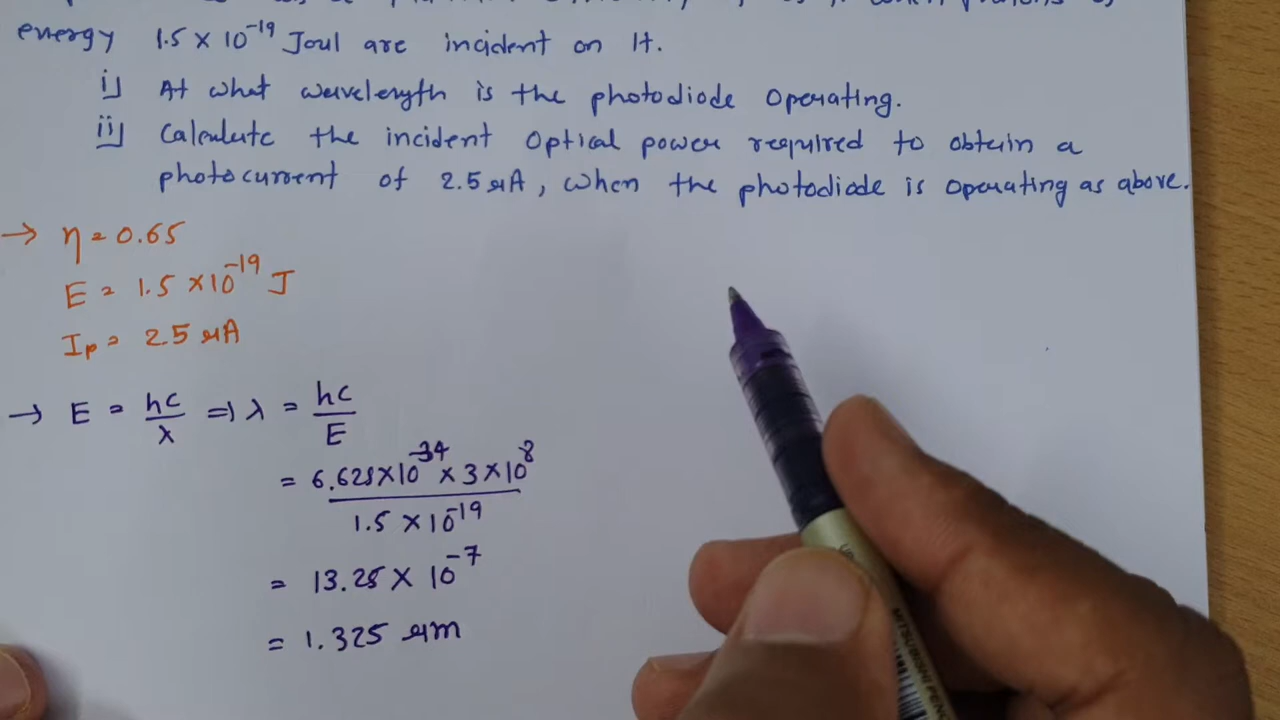 energy 1.5 × 10⁻¹⁹ Joul are incident on It.
i] At what wavelength is the photodiode operating.
ii] Calculate the incident optical power required to obtain a
photocurrent of 2.5 μA, when the photodiode is operating as above.
→ η = 0.65
E = 1.5 × 10⁻¹⁹ J
Ip = 2.5 μA
→ E = hc/λ ⇒ λ = hc/E
= 6.625 × 10⁻³⁴ × 3 × 10⁸ / 1.5 × 10⁻¹⁹
= 13.25 × 10⁻⁷
= 1.325 μm
MITSUBISHI PENC